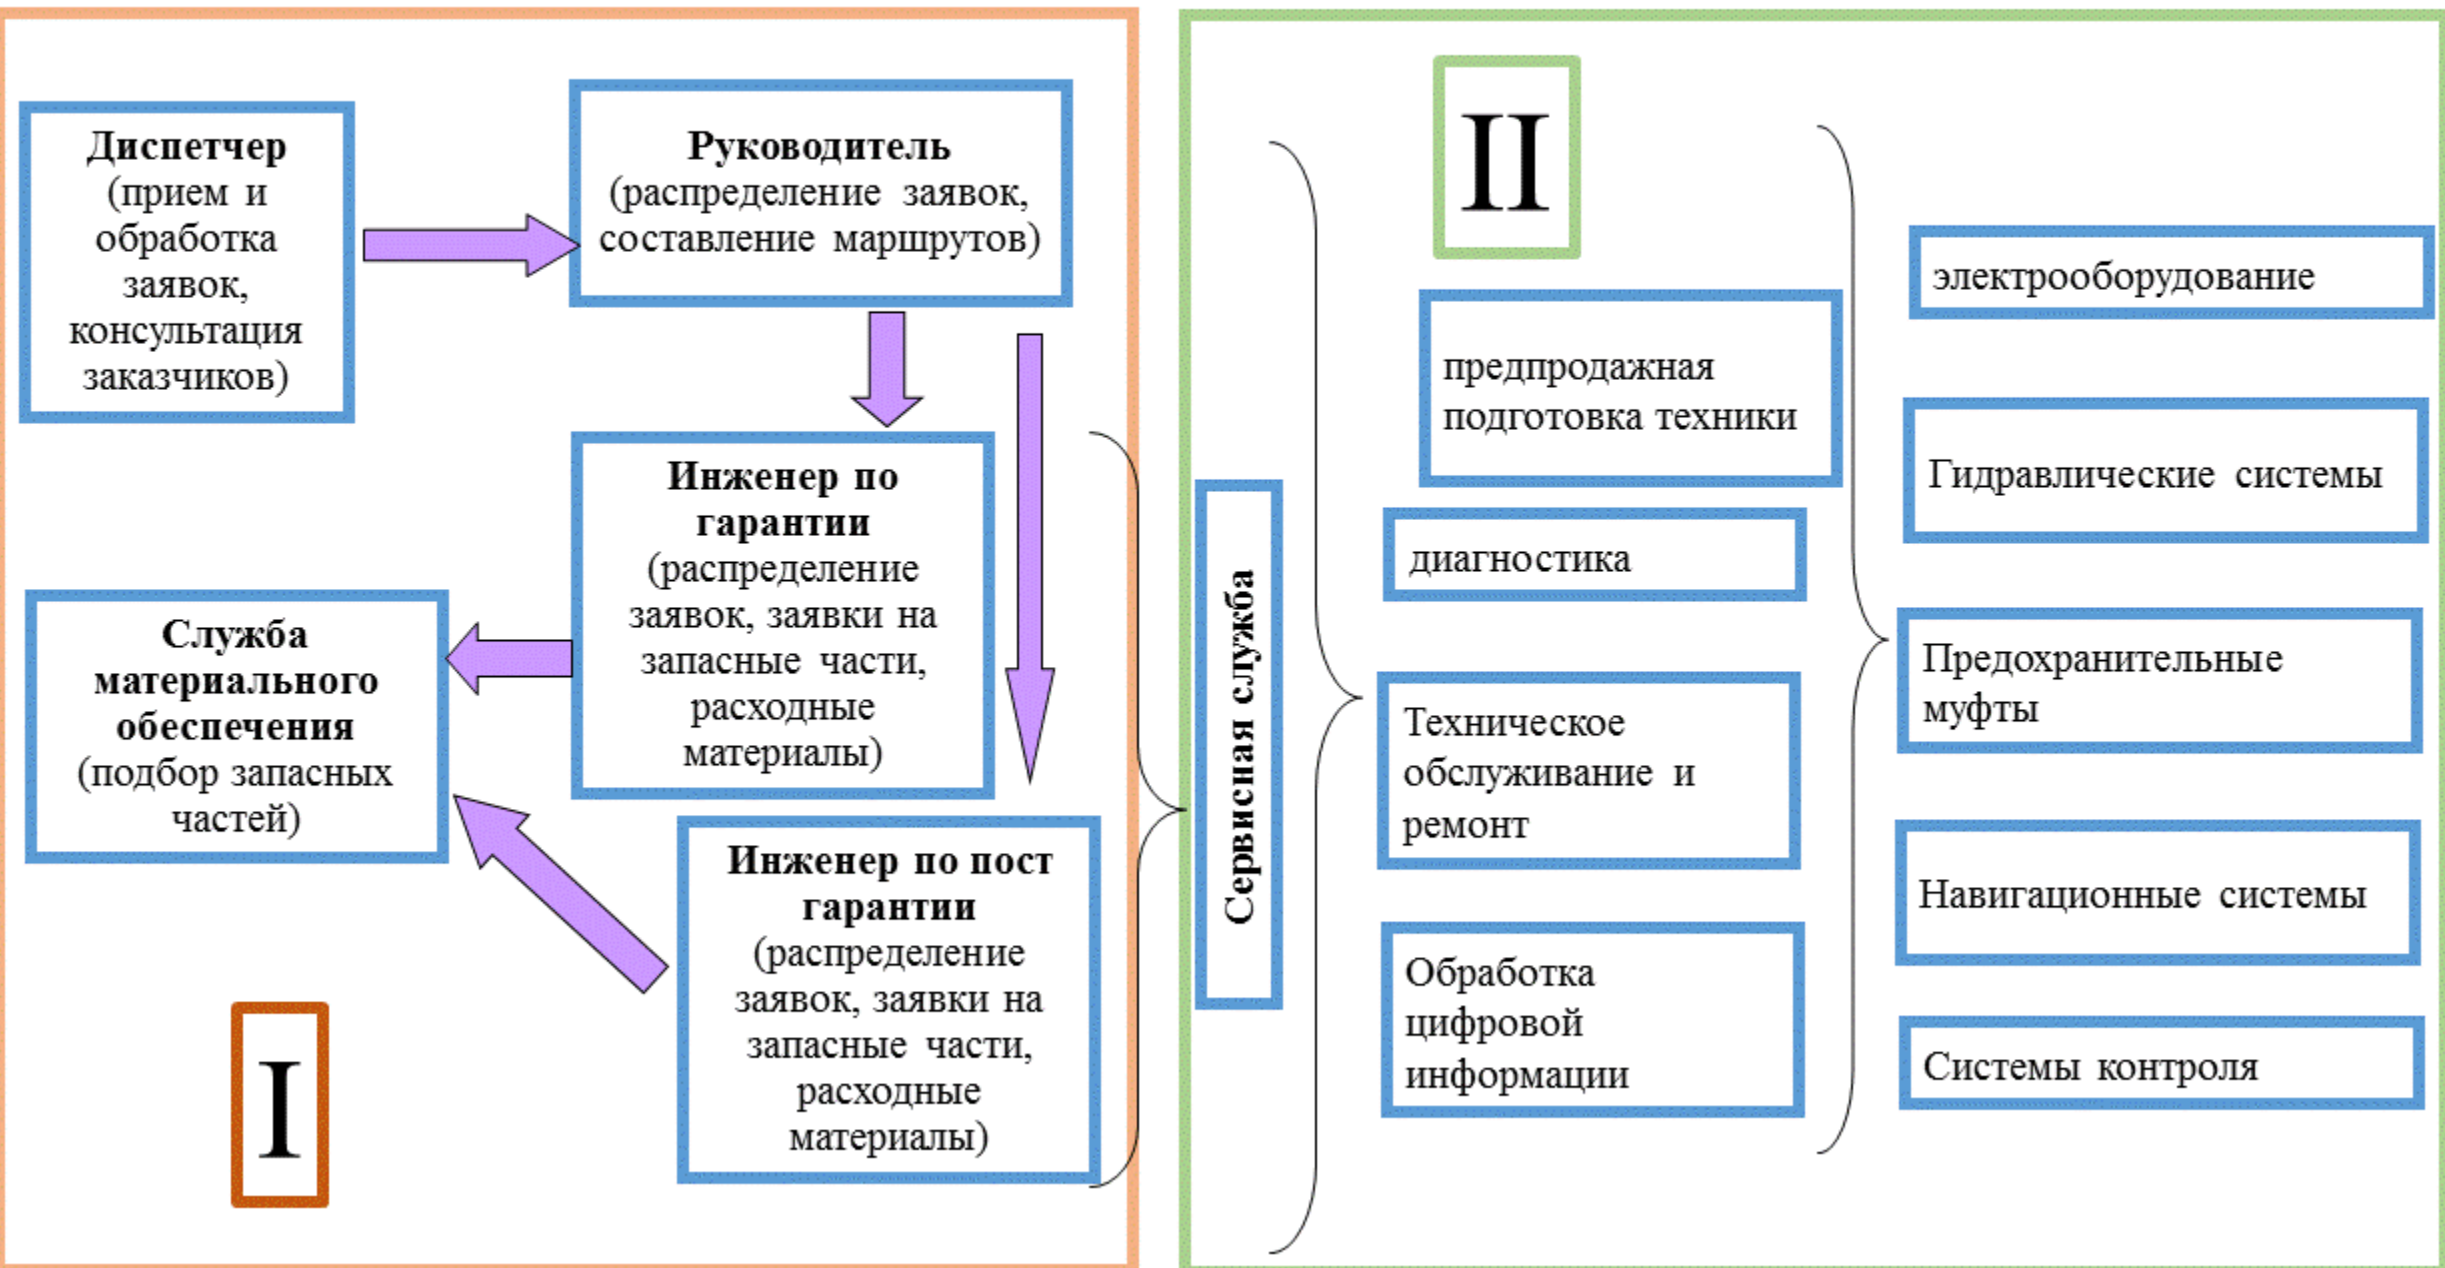 Диспетчер
(прием и
обработка
заявок,
консультация
заказчиков)
Руководитель
(распределение заявок,
составление маршрутов)
Инженер по
гарантии
(распределение
заявок, заявки на
запасные части,
расходные
материалы)
Служба
материального
обеспечения
(подбор запасных
частей)
Инженер по пост
гарантии
(распределение
заявок, заявки на
запасные части,
расходные
материалы)
I
Сервисная служба
II
предпродажная
подготовка техники
диагностика
Техническое
обслуживание и
ремонт
Обработка
цифровой
информации
электрооборудование
Гидравлические системы
Предохранительные
муфты
Навигационные системы
Системы контроля